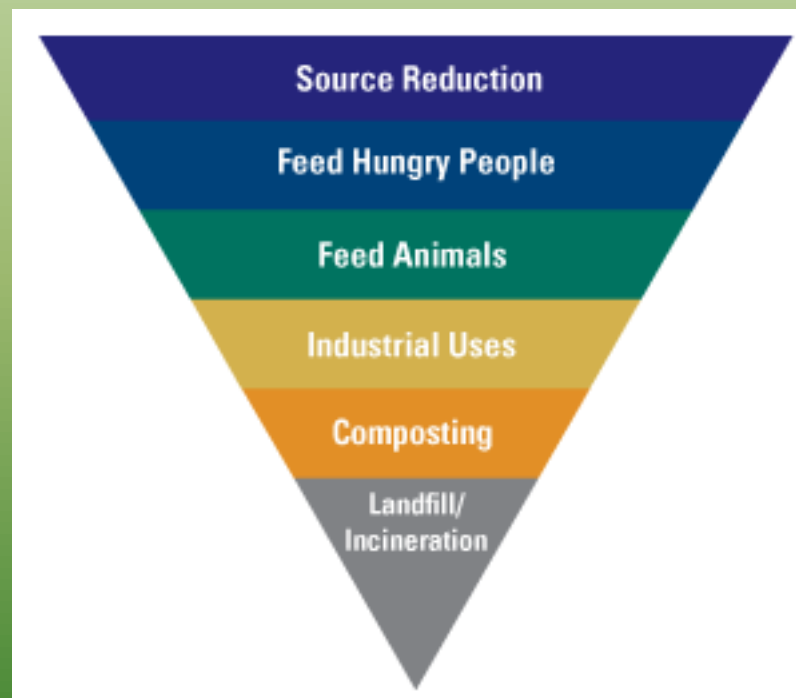 Source Reduction
Feed Hungry People
Feed Animals
Industrial Uses
Composting
Landfill/
Incineration